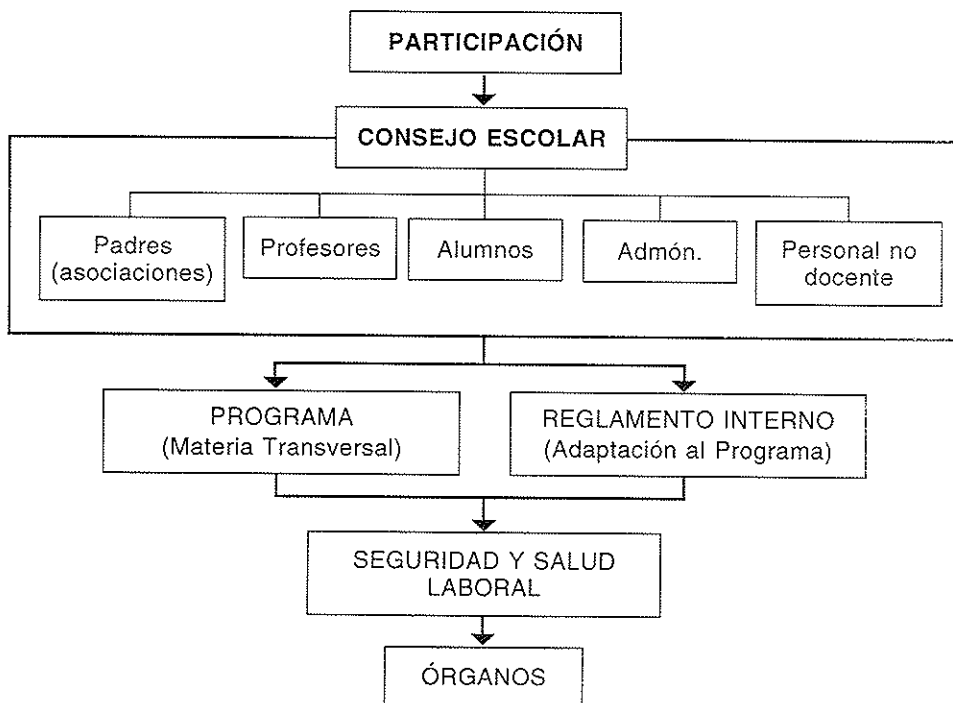 PARTICIPACIÓN
CONSEJO ESCOLAR
Padres
(asociaciones)
Profesores
Alumnos
Admón.
Personal no
docente
PROGRAMA
(Materia Transversal)
REGLAMENTO INTERNO
(Adaptación al Programa)
SEGURIDAD Y SALUD
LABORAL
ÓRGANOS